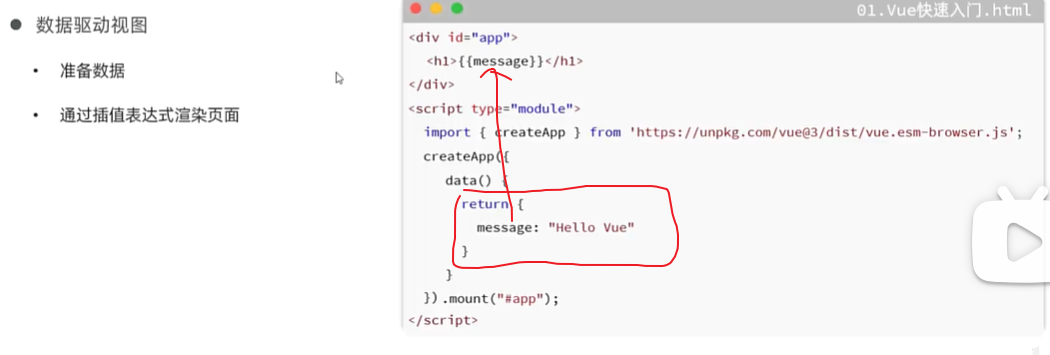 ● 数据驱动视图
• 准备数据
• 通过插值表达式渲染页面
01.Vue快速入门.html
<div id="app">
<h1>{{message}}</h1>
</div>
<script type="module">
import { createApp } from 'https://unpkg.com/vue@3/dist/vue.esm-browser.js';
createApp({
data() {
return {
message: "Hello Vue"
}
}
}).mount("#app");
</script>